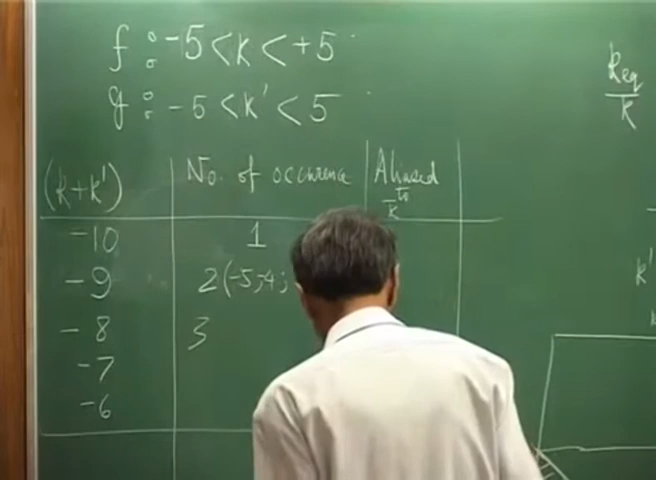 f : -5 < k < +5
g : -5 < k' < 5
(k+k') No. of occurence Aliased to k
-10 1
-9 2(-5,-4;
-8 3
-7
-6
keq
k
k'